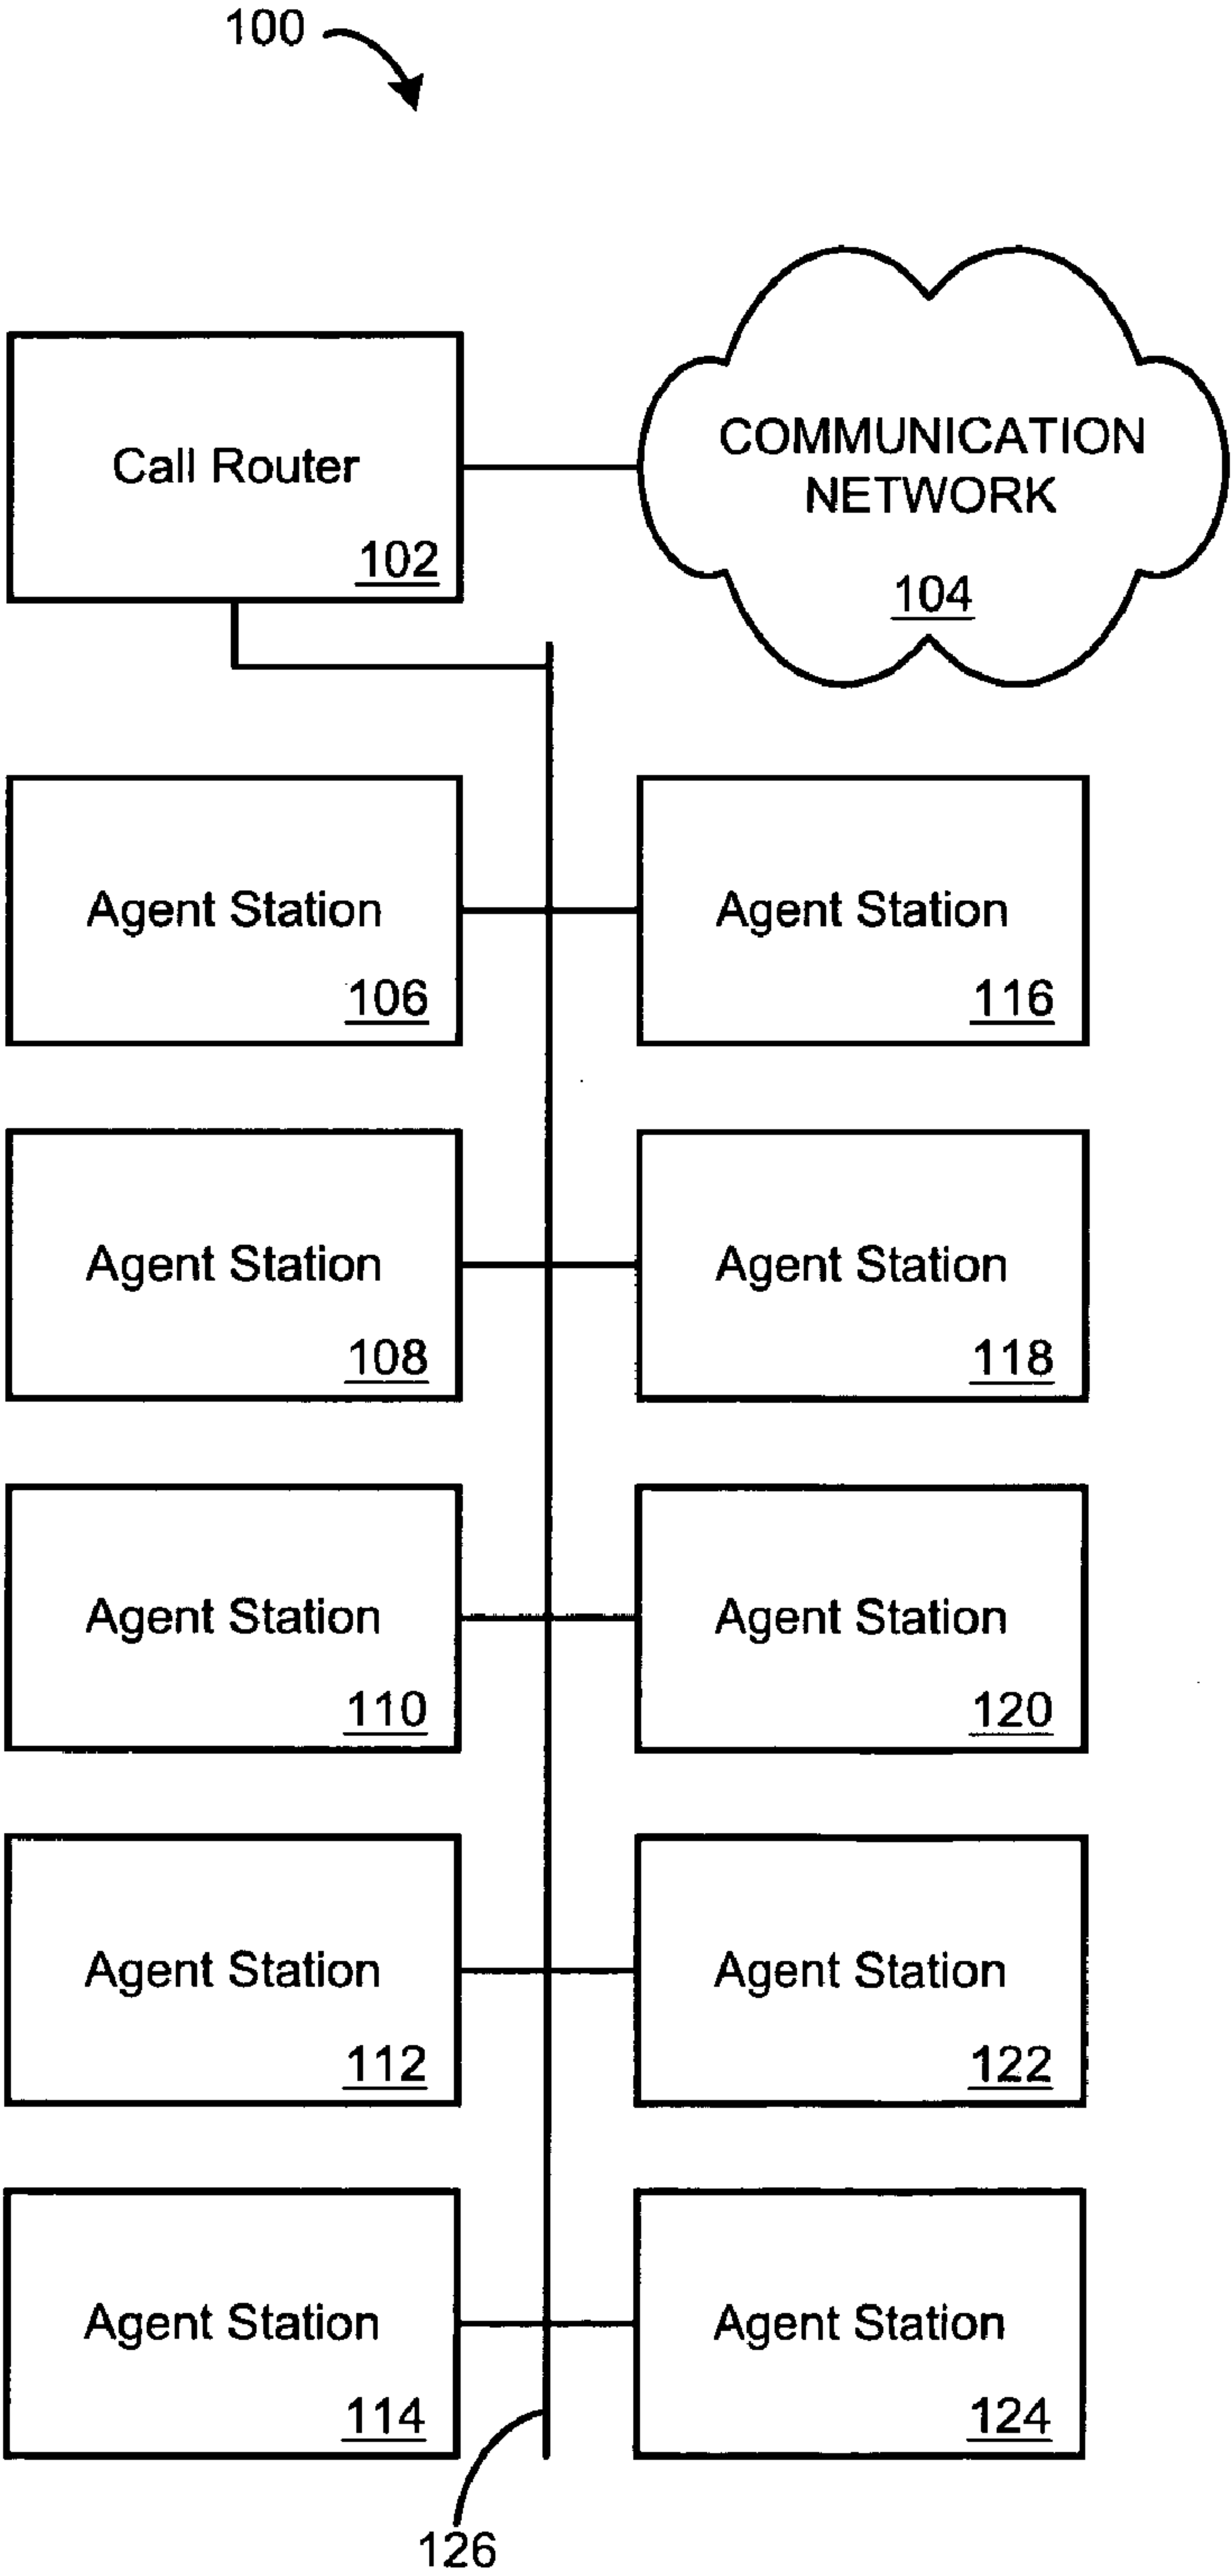 100
Call Router
102
COMMUNICATION
NETWORK
104
Agent Station
106
Agent Station
116
Agent Station
108
Agent Station
118
Agent Station
110
Agent Station
120
Agent Station
112
Agent Station
122
Agent Station
114
Agent Station
124
126